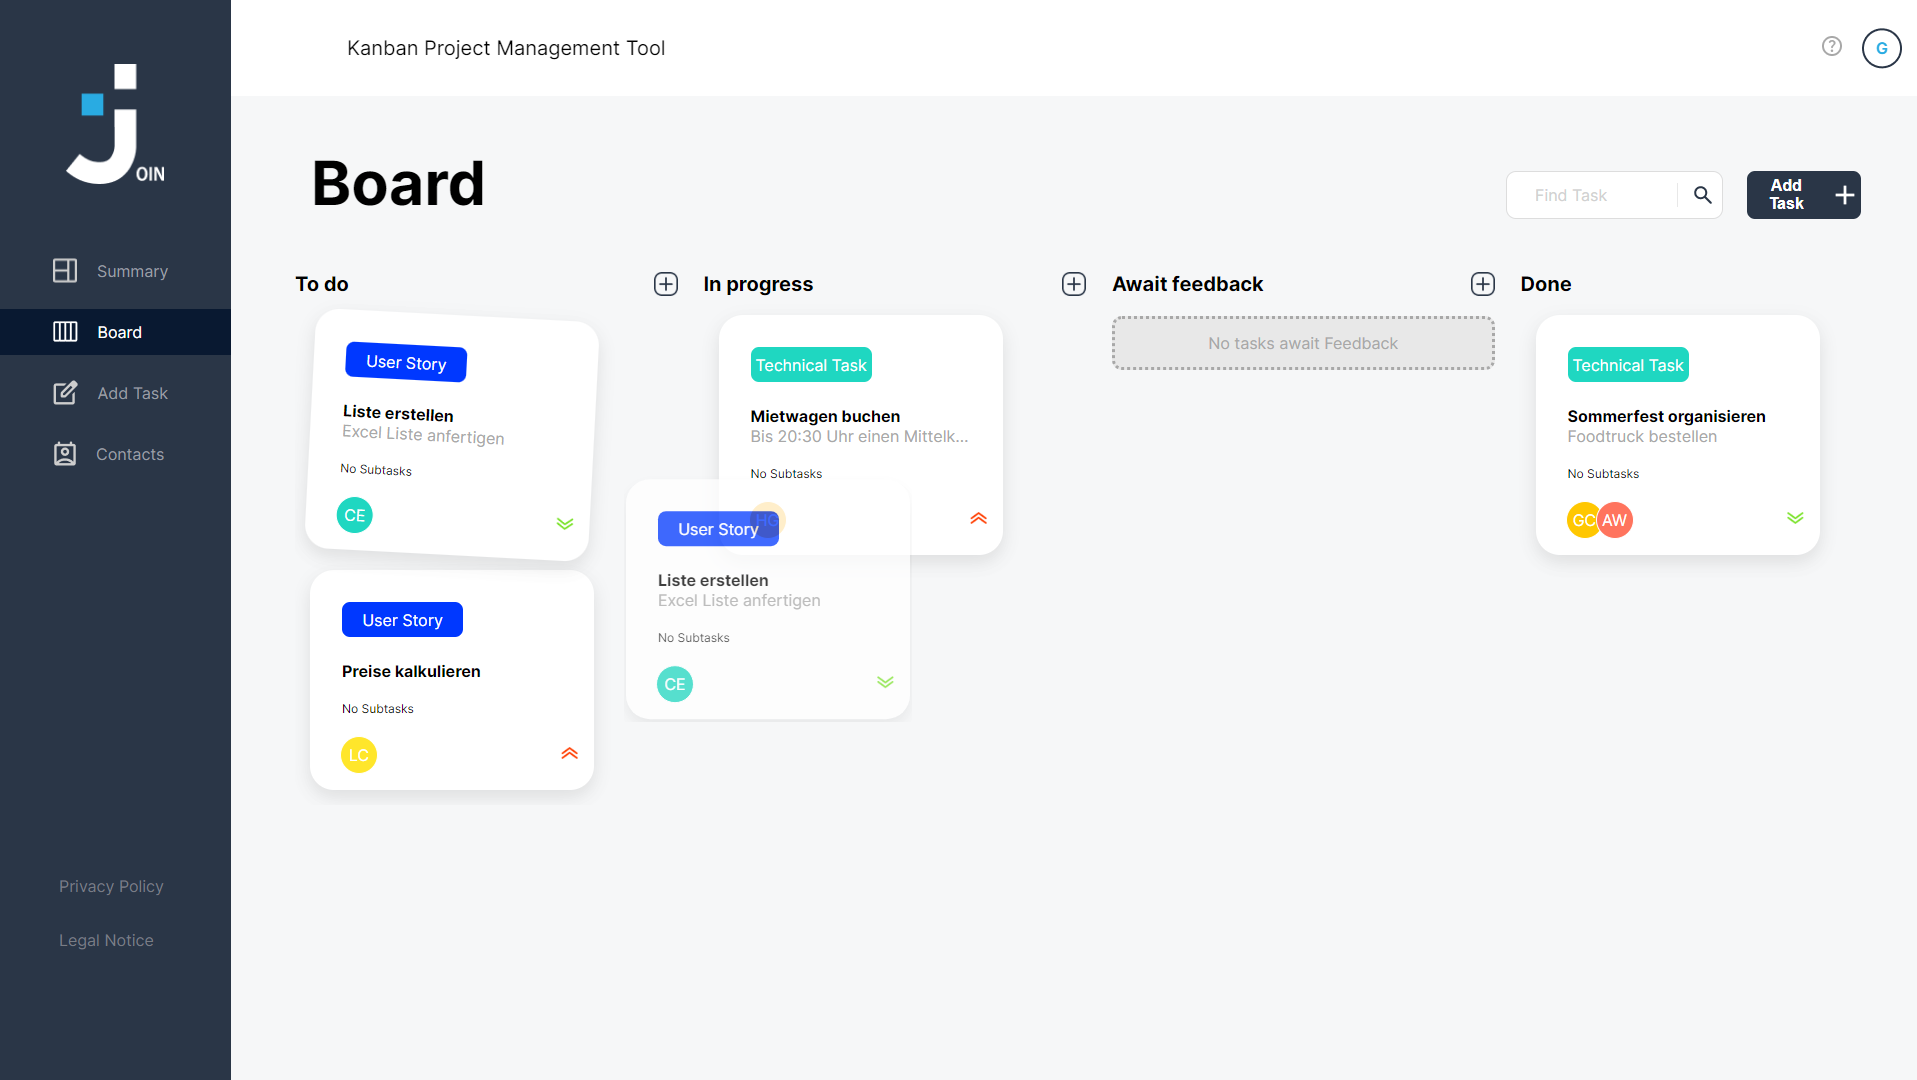 Kanban Project Management Tool
G
OIN
Summary
Board
Add Task
Contacts
Privacy Policy
Legal Notice
Board
Find Task
Add
Task
To do
User Story
Liste erstellen
Excel Liste anfertigen
No Subtasks
CE
User Story
Preise kalkulieren
No Subtasks
LC
In progress
Technical Task
Mietwagen buchen
Bis 20:30 Uhr einen Mittelk...
No Subtasks
HG
User Story
Liste erstellen
Excel Liste anfertigen
No Subtasks
CE
Await feedback
No tasks await Feedback
Done
Technical Task
Sommerfest organisieren
Foodtruck bestellen
No Subtasks
GC
AW